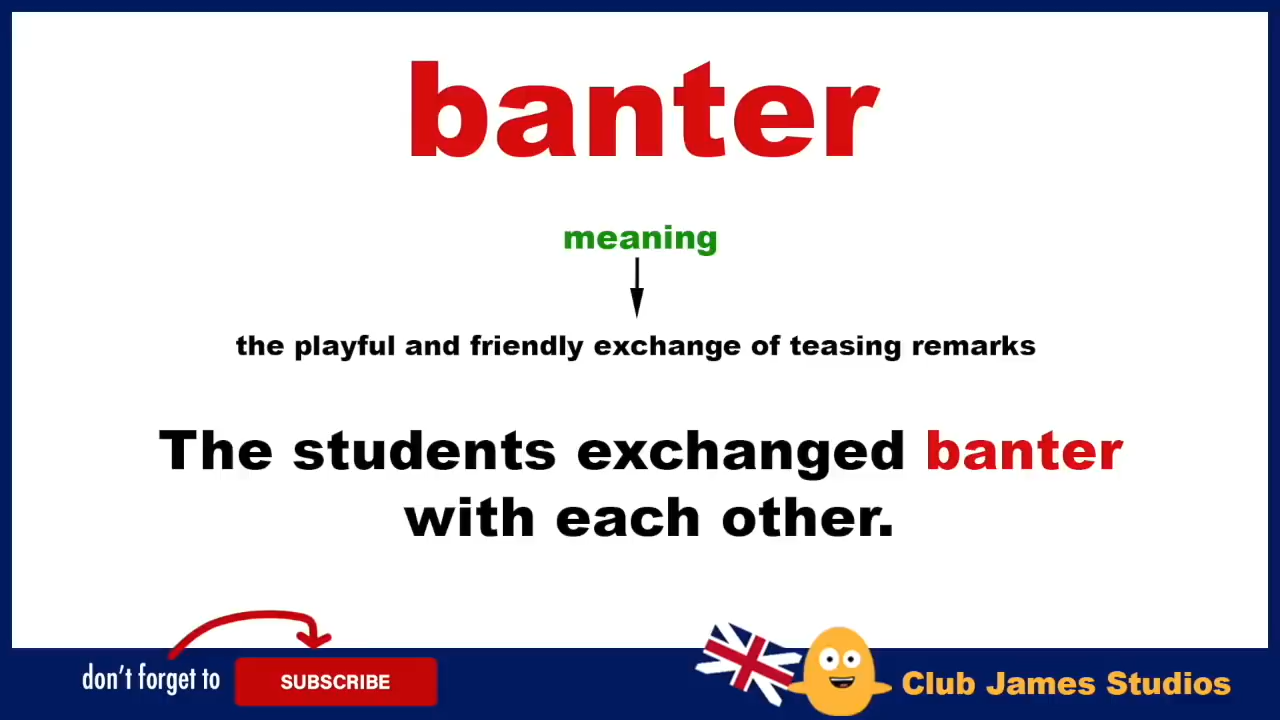 banter
meaning
the playful and friendly exchange of teasing remarks
The students exchanged banter
with each other.
don't forget to
SUBSCRIBE
Club James Studios